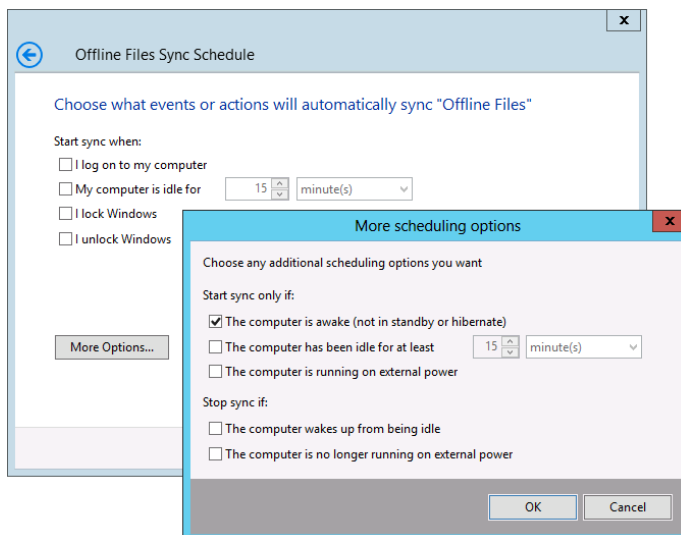 x
Offline Files Sync Schedule
Choose what events or actions will automatically sync "Offline Files"
Start sync when:
I log on to my computer
My computer is idle for 15 minute(s)
I lock Windows
I unlock Windows
More Options...
More scheduling options x
Choose any additional scheduling options you want
Start sync only if:
The computer is awake (not in standby or hibernate)
The computer has been idle for at least 15 minute(s)
The computer is running on external power
Stop sync if:
The computer wakes up from being idle
The computer is no longer running on external power
OK Cancel